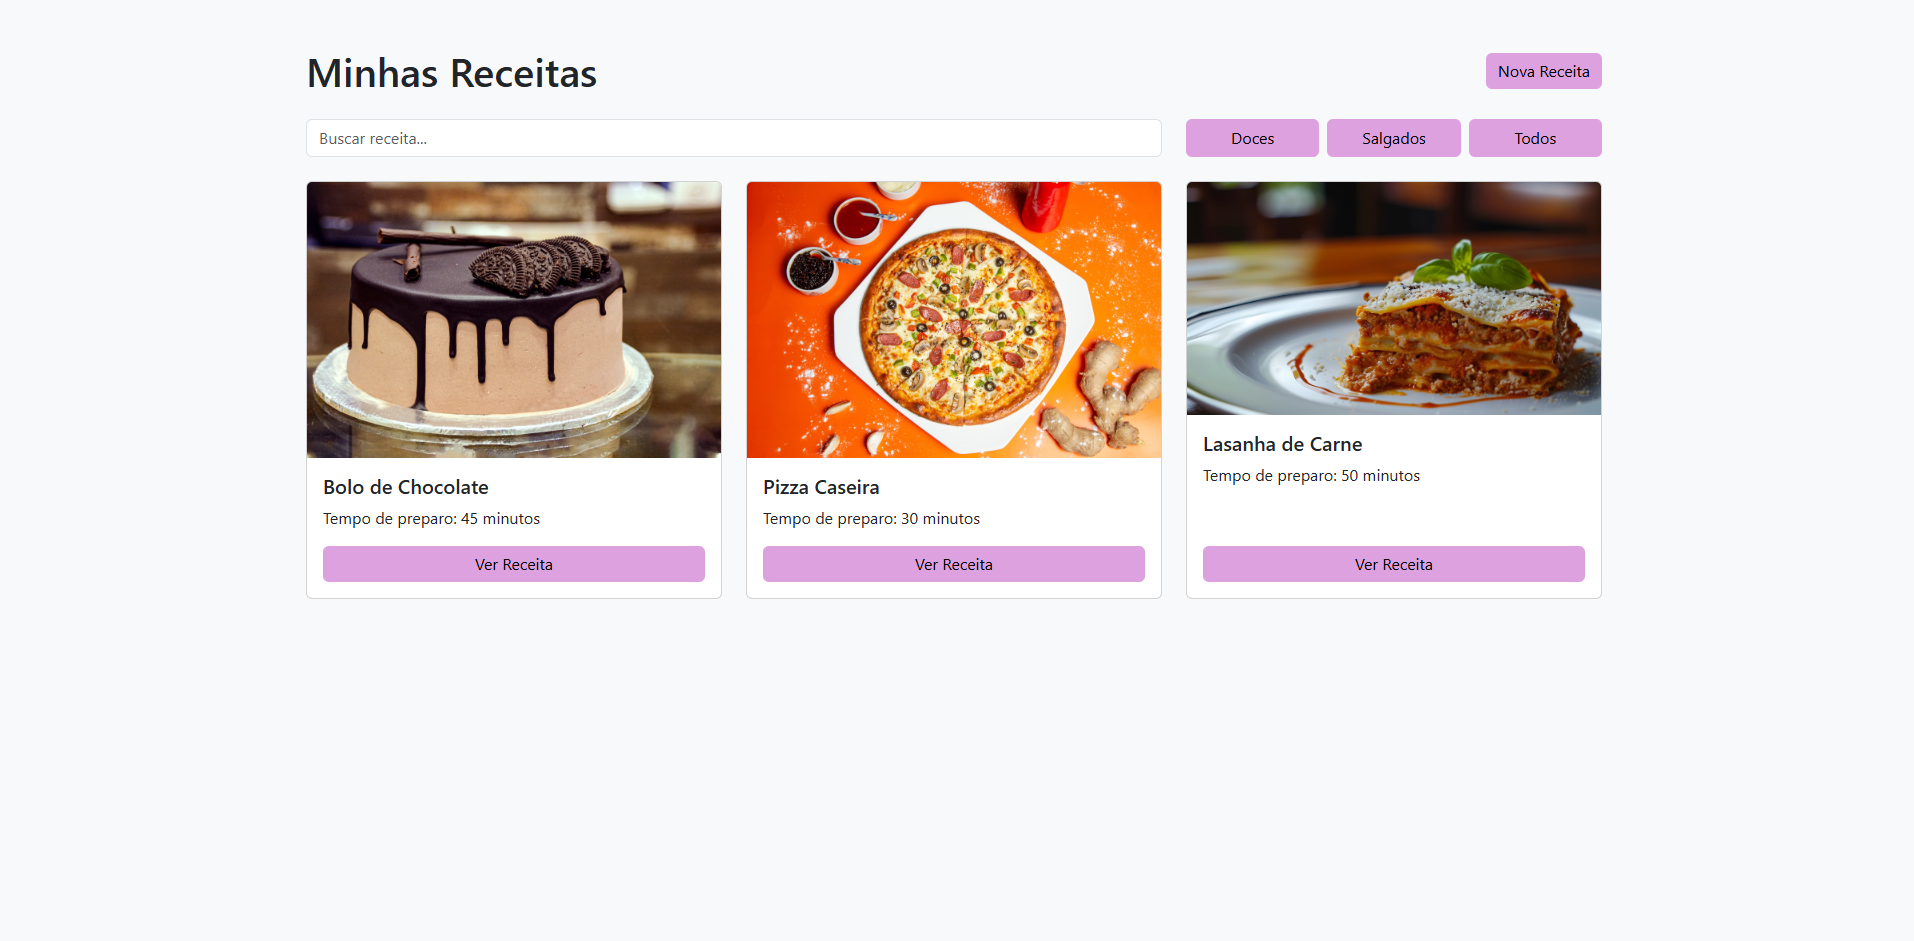 Minhas Receitas
Nova Receita
Buscar receita...
Doces
Salgados
Todos
Bolo de Chocolate
Tempo de preparo: 45 minutos
Ver Receita
Pizza Caseira
Tempo de preparo: 30 minutos
Ver Receita
Lasanha de Carne
Tempo de preparo: 50 minutos
Ver Receita